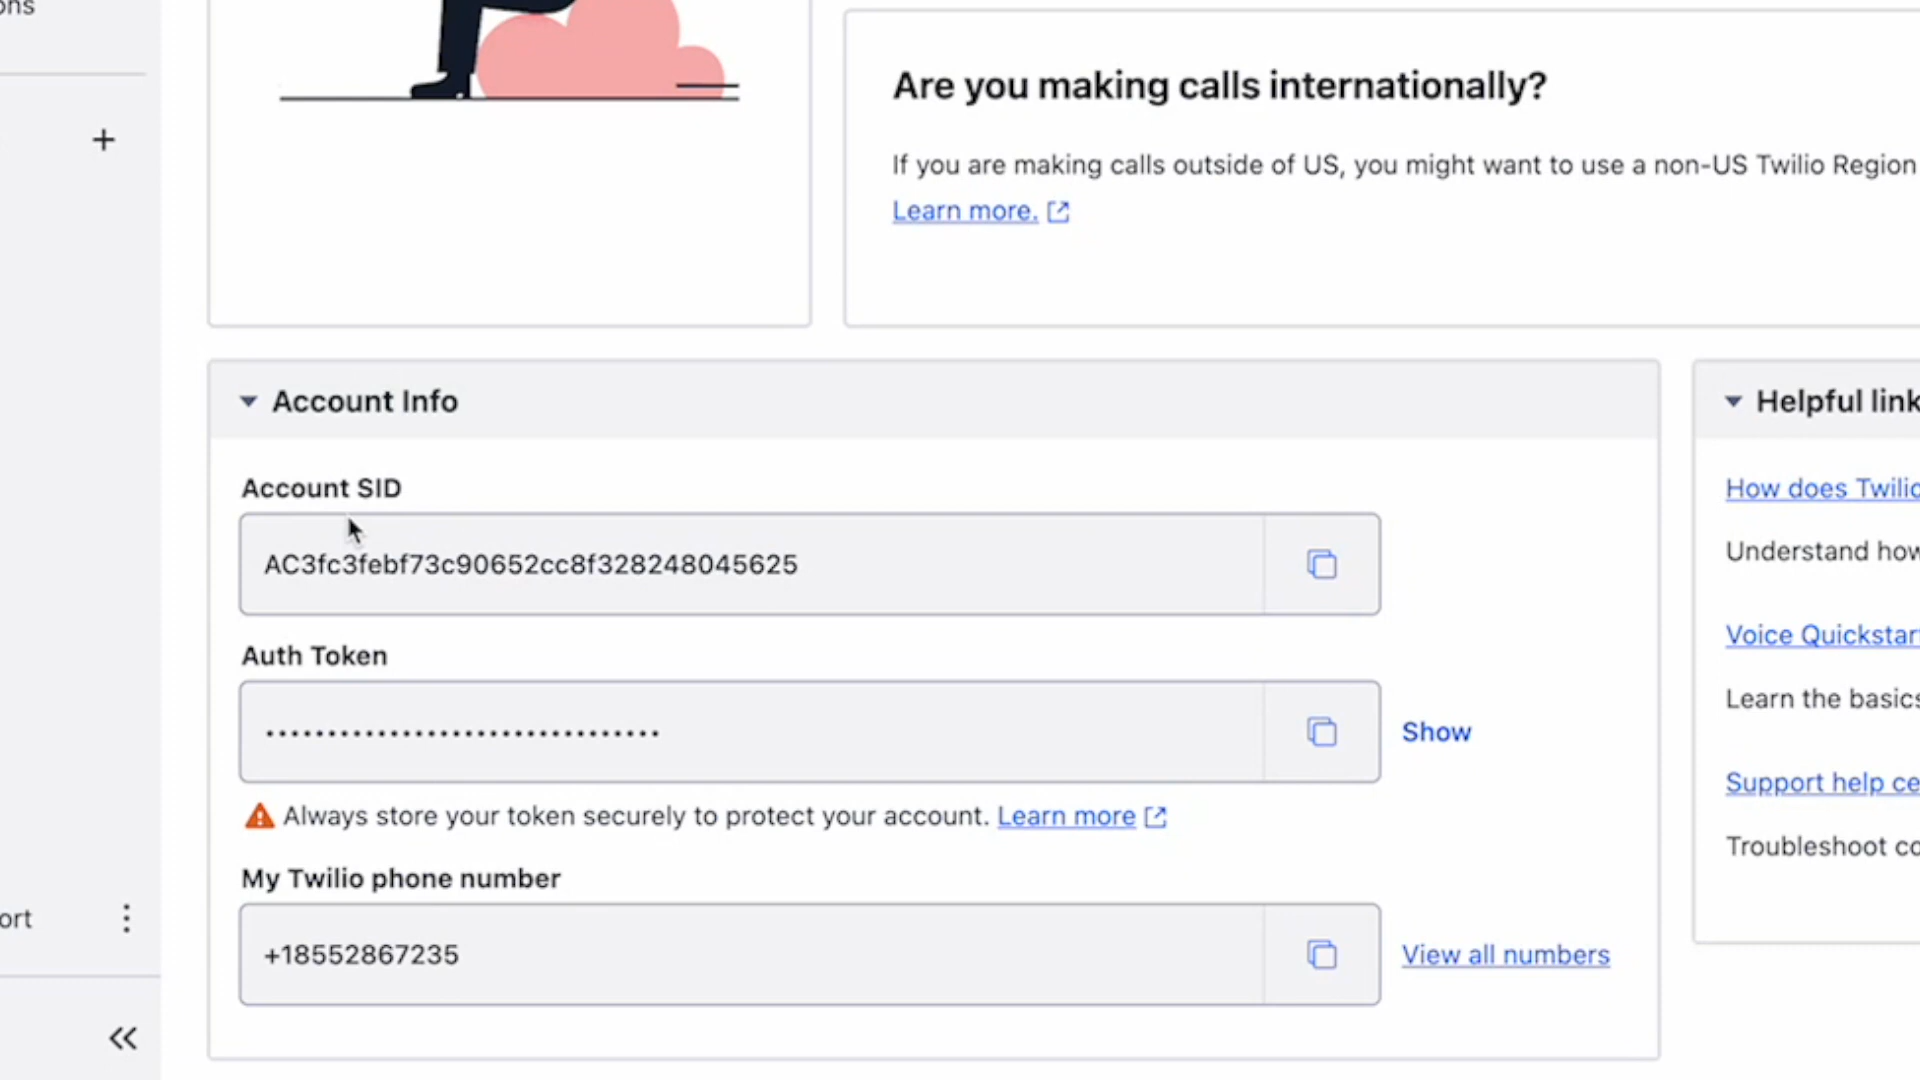 ons
Are you making calls internationally?
If you are making calls outside of US, you might want to use a non-US Twilio Region
Learn more.
Account Info
Account SID
AC3fc3febf73c90652cc8f328248045625
Auth Token
••••••••••••••••••••••••••••••••
Show
Always store your token securely to protect your account. Learn more
My Twilio phone number
+18552867235
View all numbers
Helpful link
How does Twilio
Understand how
Voice Quickstart
Learn the basics
Support help ce
Troubleshoot co
ort